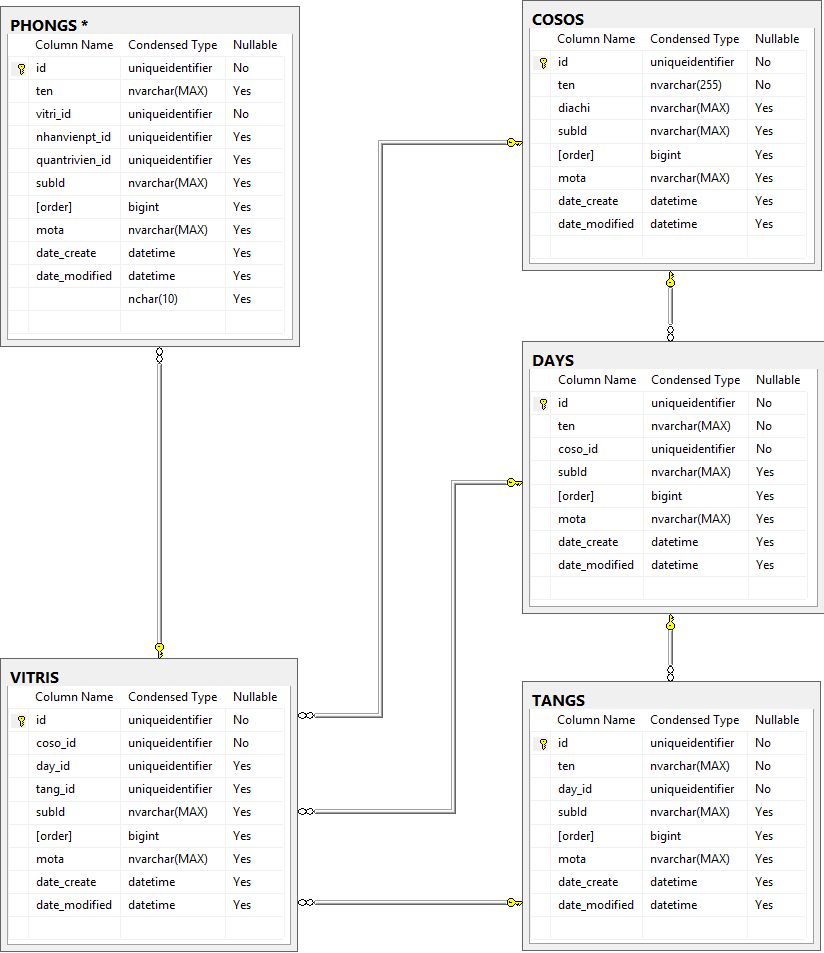 PHONGS *
Column Name Condensed Type Nullable
id uniqueidentifier No
ten nvarchar(MAX) Yes
vitri_id uniqueidentifier No
nhanvienpt_id uniqueidentifier Yes
quantrivien_id uniqueidentifier Yes
subId nvarchar(MAX) Yes
[order] bigint Yes
mota nvarchar(MAX) Yes
date_create datetime Yes
date_modified datetime Yes
nchar(10) Yes
COSOS
Column Name Condensed Type Nullable
id uniqueidentifier No
ten nvarchar(255) No
diachi nvarchar(MAX) Yes
subId nvarchar(MAX) Yes
[order] bigint Yes
mota nvarchar(MAX) Yes
date_create datetime Yes
date_modified datetime Yes
DAYS
Column Name Condensed Type Nullable
id uniqueidentifier No
ten nvarchar(MAX) No
coso_id uniqueidentifier No
subId nvarchar(MAX) Yes
[order] bigint Yes
mota nvarchar(MAX) Yes
date_create datetime Yes
date_modified datetime Yes
VITRIS
Column Name Condensed Type Nullable
id uniqueidentifier No
coso_id uniqueidentifier No
day_id uniqueidentifier Yes
tang_id uniqueidentifier Yes
subId nvarchar(MAX) Yes
[order] bigint Yes
mota nvarchar(MAX) Yes
date_create datetime Yes
date_modified datetime Yes
TANGS
Column Name Condensed Type Nullable
id uniqueidentifier No
ten nvarchar(MAX) No
day_id uniqueidentifier No
subId nvarchar(MAX) Yes
[order] bigint Yes
mota nvarchar(MAX) Yes
date_create datetime Yes
date_modified datetime Yes